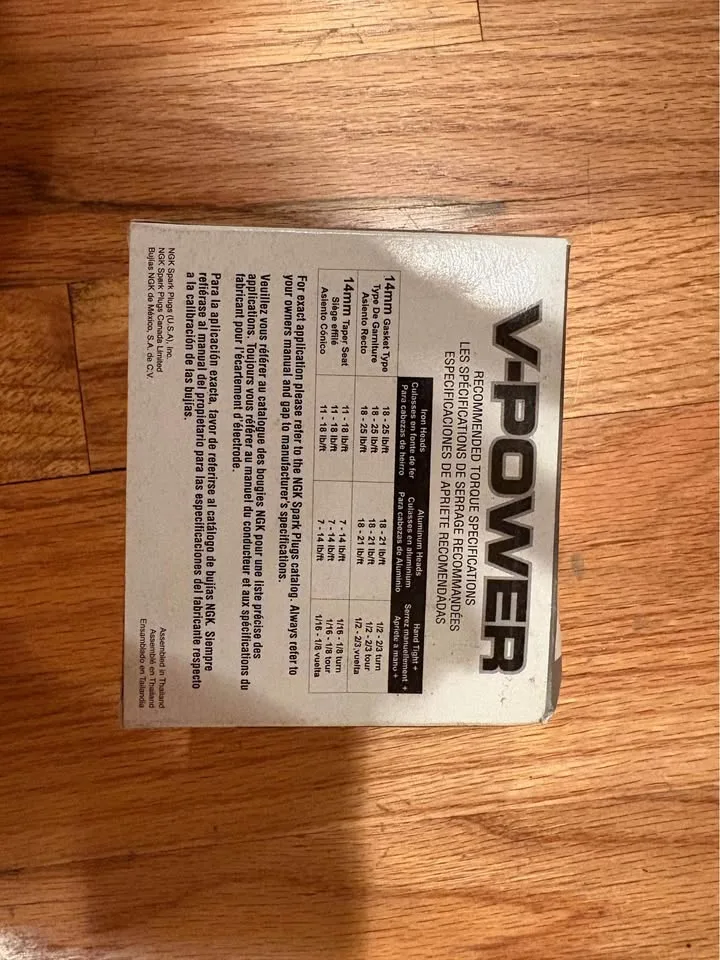 V-POWER
RECOMMENDED TORQUE SPECIFICATIONS
LES SPÉCIFICATIONS DE SERRAGE RECOMMANDÉES
ESPECIFICACIONES DE APRIETE RECOMENDADAS
Iron Heads Aluminum Heads Hand Tight +
Culasses en fonte de fer Culasses en aluminium Serrez manuellement +
Para cabezas de heirro Para cabezas de Aluminio Apriete a mano +
14mm Gasket Type 18 - 25 lb/ft 18 - 21 lb/ft 1/2 - 2/3 turn
Type De Garniture 18 - 25 lb/ft 18 - 21 lb/ft 1/2 - 2/3 tour
Asiento Recto 18 - 25 lb/ft 18 - 21 lb/ft 1/2 - 2/3 vuelta
14mm Taper Seat 11 - 18 lb/ft 7 - 14 lb/ft 1/16 - 1/8 turn
Siège effilé 11 - 18 lb/ft 7 - 14 lb/ft 1/16 - 1/8 tour
Asiento Cónico 11 - 18 lb/ft 7 - 14 lb/ft 1/16 - 1/8 vuelta
For exact application please refer to the NGK Spark Plugs catalog. Always refer to
your owners manual and gap to manufacturer's specifications.
Veuillez vous référer au catalogue des bougies NGK pour une liste précise des
applications. Toujours vous référer au manuel du conducteur et aux spécifications du
fabricant pour l'écartement d'électrode.
Para la aplicación exacta, favor de referirse al catálogo de bujías NGK. Siempre
refiérase al manual del propietario para las especificaciones del fabricante respecto
a la calibración de las bujías.
NGK Spark Plugs (U.S.A), Inc. Assembled in Thailand
NGK Spark Plugs Canada Limited Assemblé en Thaïland
Bujías NGK de México, S.A. de C.V. Ensamblado en Tailandia